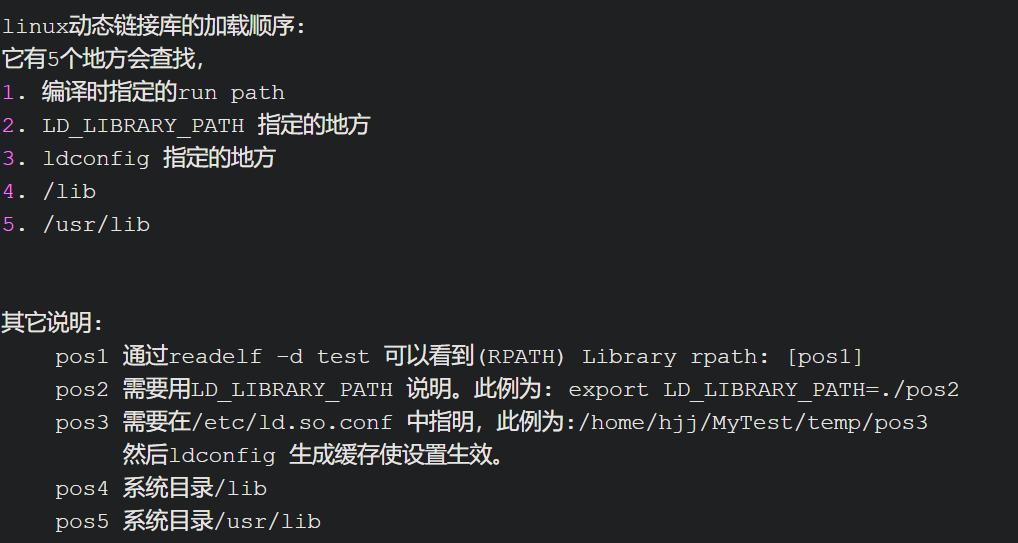 linux动态链接库的加载顺序:
它有5个地方会查找,
1. 编译时指定的run path
2. LD_LIBRARY_PATH 指定的地方
3. ldconfig 指定的地方
4. /lib
5. /usr/lib
其它说明:
pos1 通过readelf -d test 可以看到(RPATH) Library rpath: [pos1]
pos2 需要用LD_LIBRARY_PATH 说明。此例为: export LD_LIBRARY_PATH=./pos2
pos3 需要在/etc/ld.so.conf 中指明，此例为:/home/hjj/MyTest/temp/pos3
然后ldconfig 生成缓存使设置生效。
pos4 系统目录/lib
pos5 系统目录/usr/lib